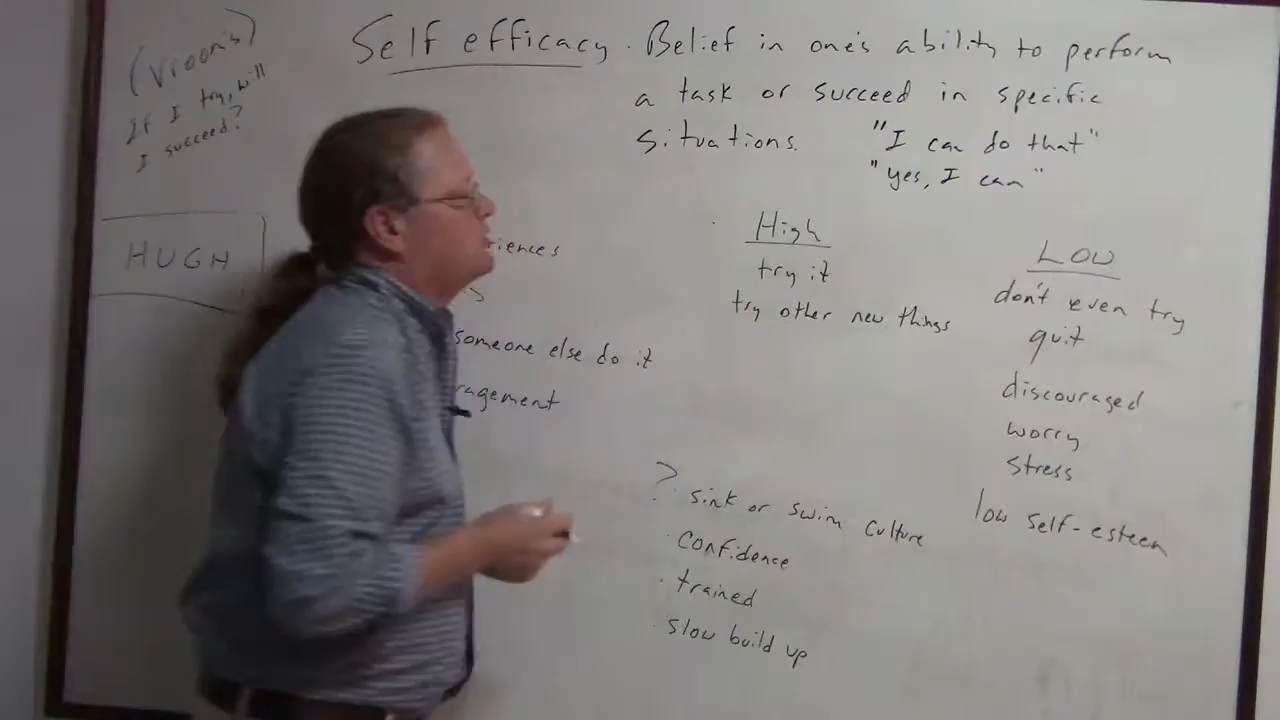 (Vroom's)
If I try, will
I succeed?
HUGH
Self efficacy. Belief in one's ability to perform
a task or succeed in specific
situations. "I can do that"
"yes, I can"
riences
someone else do it
ragement
High
try it
try other new things
Low
don't even try
quit
discouraged
worry
stress
low self-esteem
? sink or swim culture
· confidence
· trained
· slow build up